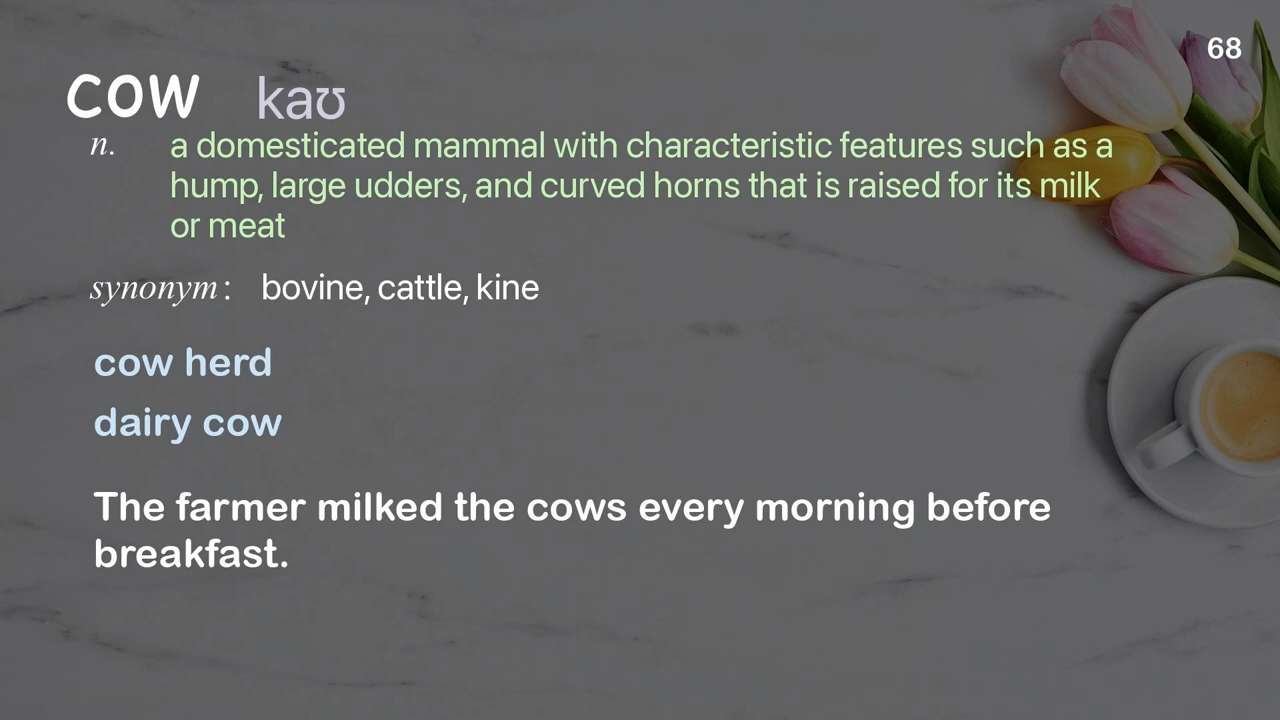 68
cow kaʊ
n. a domesticated mammal with characteristic features such as a
hump, large udders, and curved horns that is raised for its milk
or meat
synonym: bovine, cattle, kine
cow herd
dairy cow
The farmer milked the cows every morning before
breakfast.